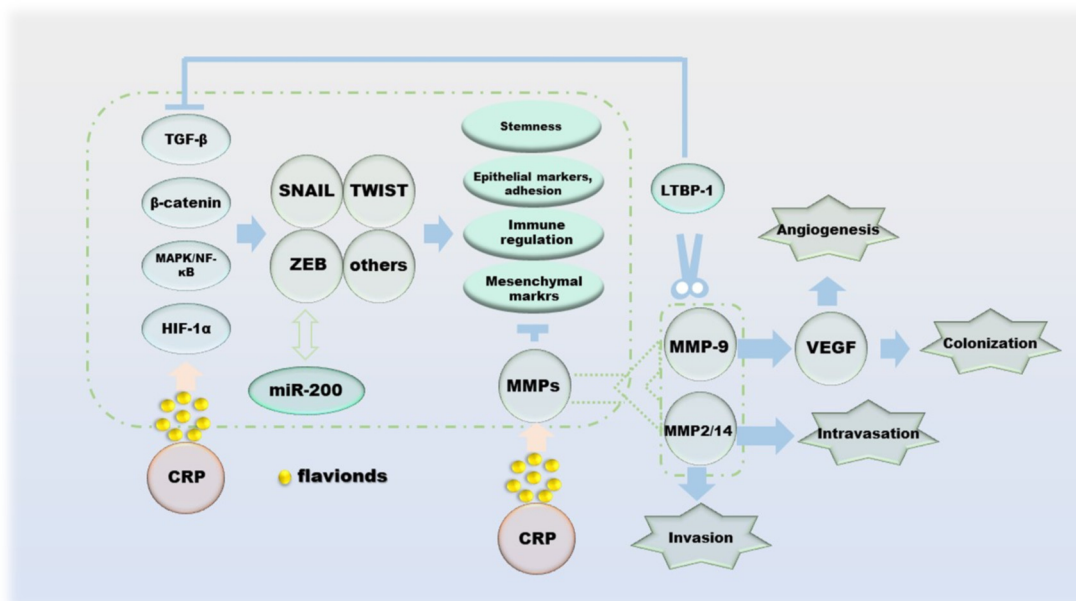 TGF-β
β-catenin
MAPK/NF-
κB
HIF-1α
CRP
SNAIL
TWIST
ZEB
others
miR-200
flavionds
Stemness
Epithelial markers,
adhesion
Immune
regulation
Mesenchymal
markrs
MMPs
CRP
LTBP-1
MMP-9
MMP2/14
VEGF
Angiogenesis
Colonization
Intravasation
Invasion